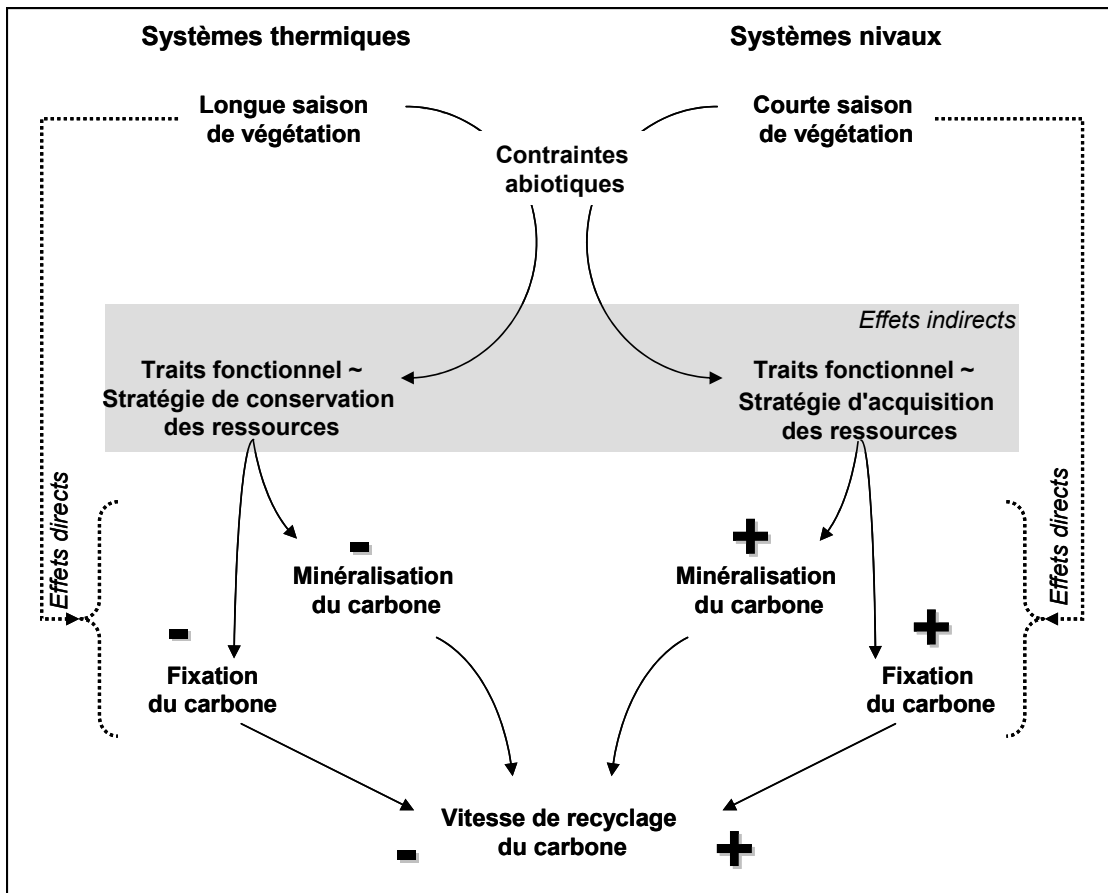 Systèmes thermiques
Systèmes nivaux
Longue saison
de végétation
Courte saison
de végétation
Contraintes
abiotiques
Effets indirects
Traits fonctionnel ~
Stratégie de conservation
des ressources
Traits fonctionnel ~
Stratégie d'acquisition
des ressources
Effets directs
Effets directs
-
Minéralisation
du carbone
+
Minéralisation
du carbone
-
Fixation
du carbone
+
Fixation
du carbone
Vitesse de recyclage
du carbone
-
+